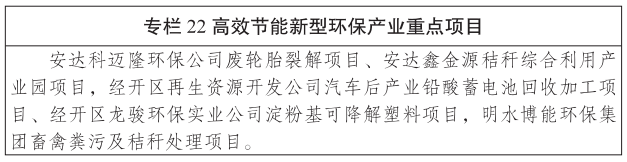 专栏 22 高效节能新型环保产业重点项目
安达科迈隆环保公司废轮胎裂解项目、安达鑫金源秸秆综合利用产
业园项目，经开区再生资源开发公司汽车后产业铅酸蓄电池回收加工项
目、经开区龙骏环保实业公司淀粉基可降解塑料项目，明水博能环保集
团畜禽粪污及秸秆处理项目。